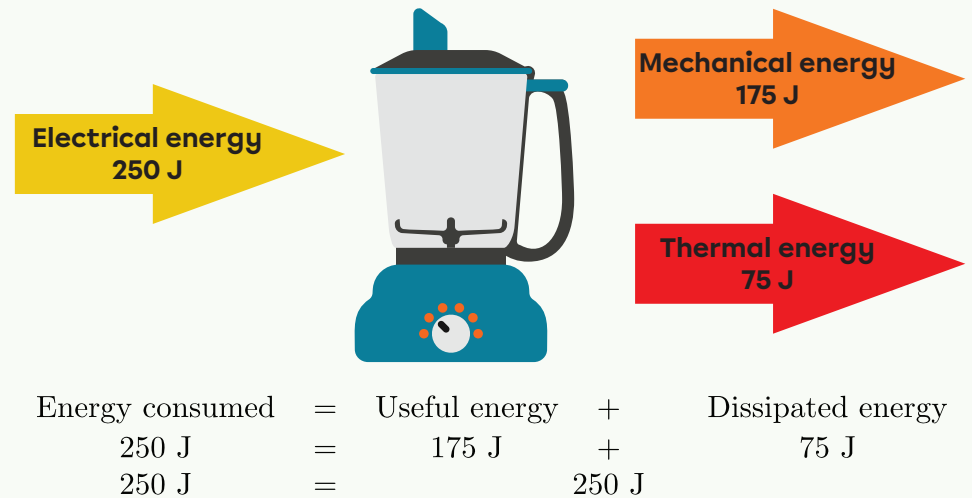 Electrical energy
250 J
Mechanical energy
175 J
Thermal energy
75 J
Energy consumed = Useful energy + Dissipated energy
250 J = 175 J + 75 J
250 J = 250 J